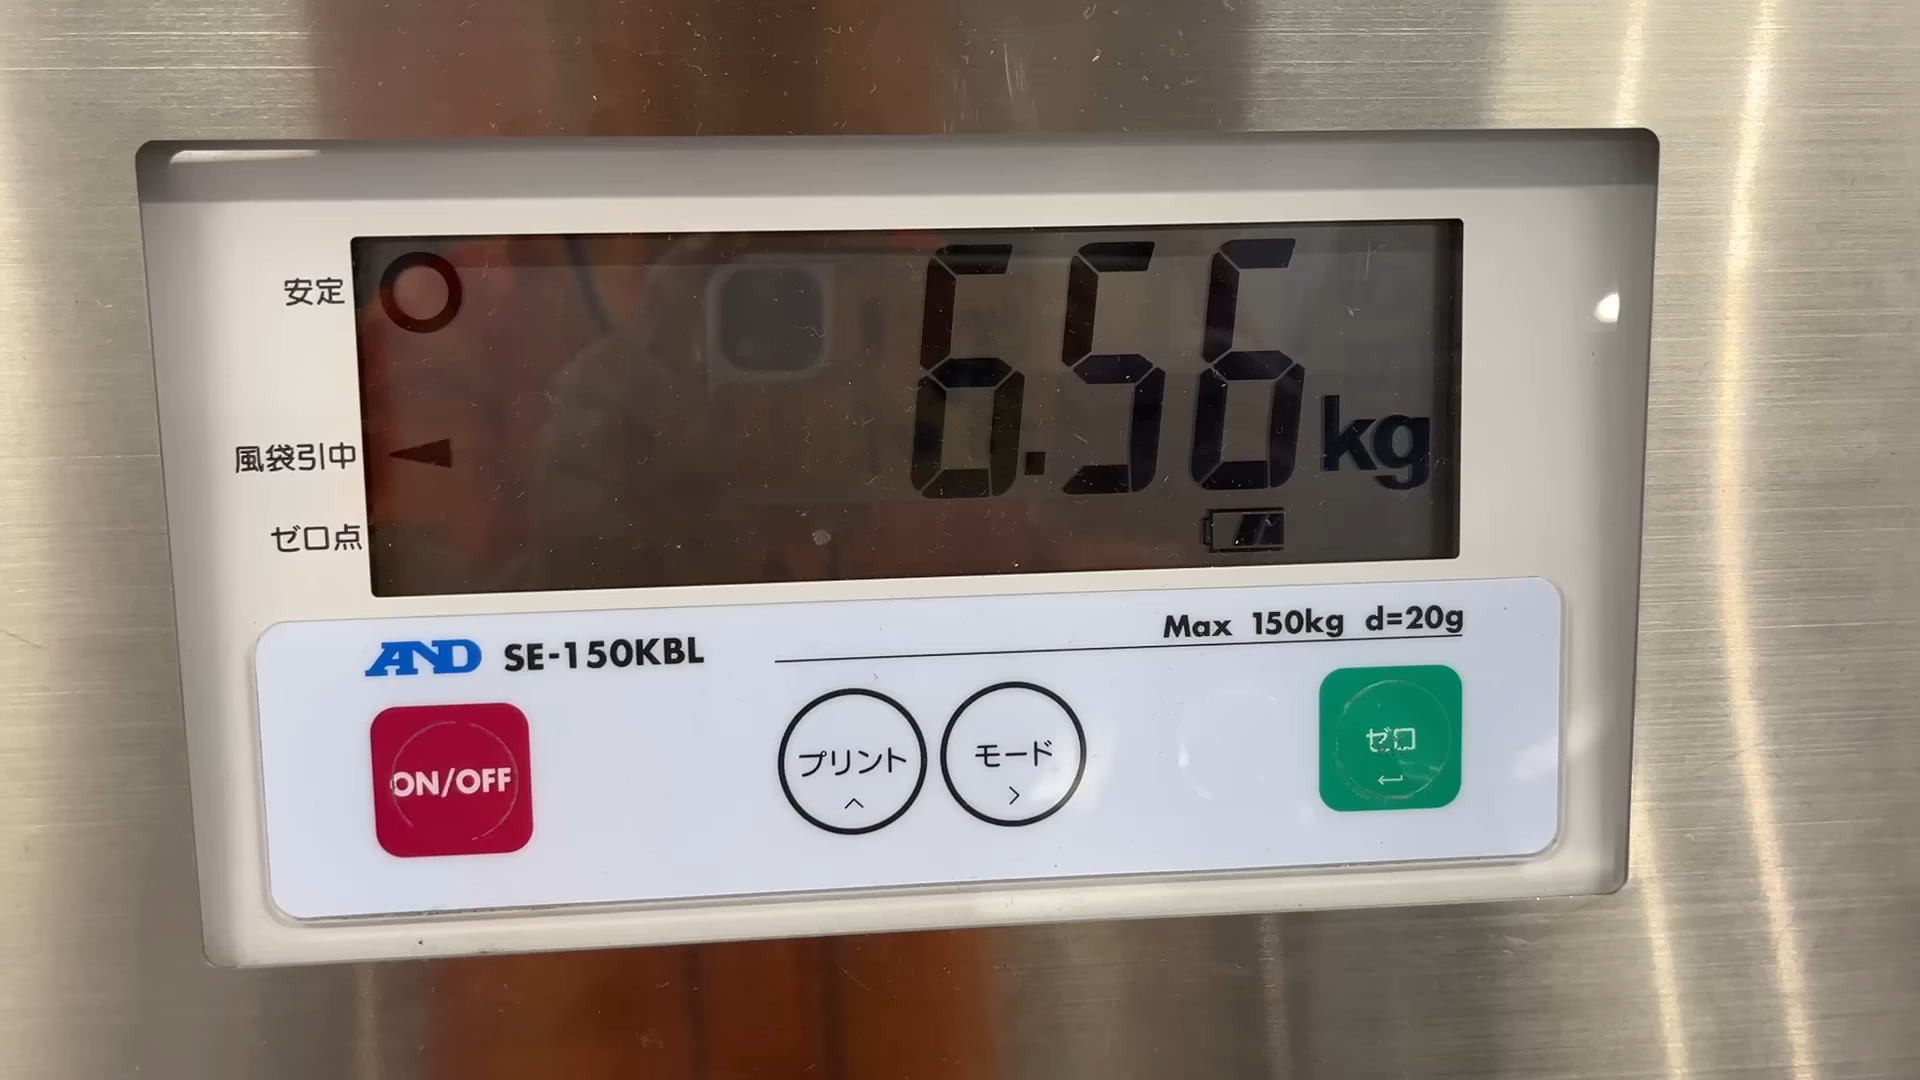 安定
6.56 kg
風袋引中
ゼロ点
AND SE-150KBL
Max 150kg d=20g
ON/OFF
プリント
モード
ゼロ